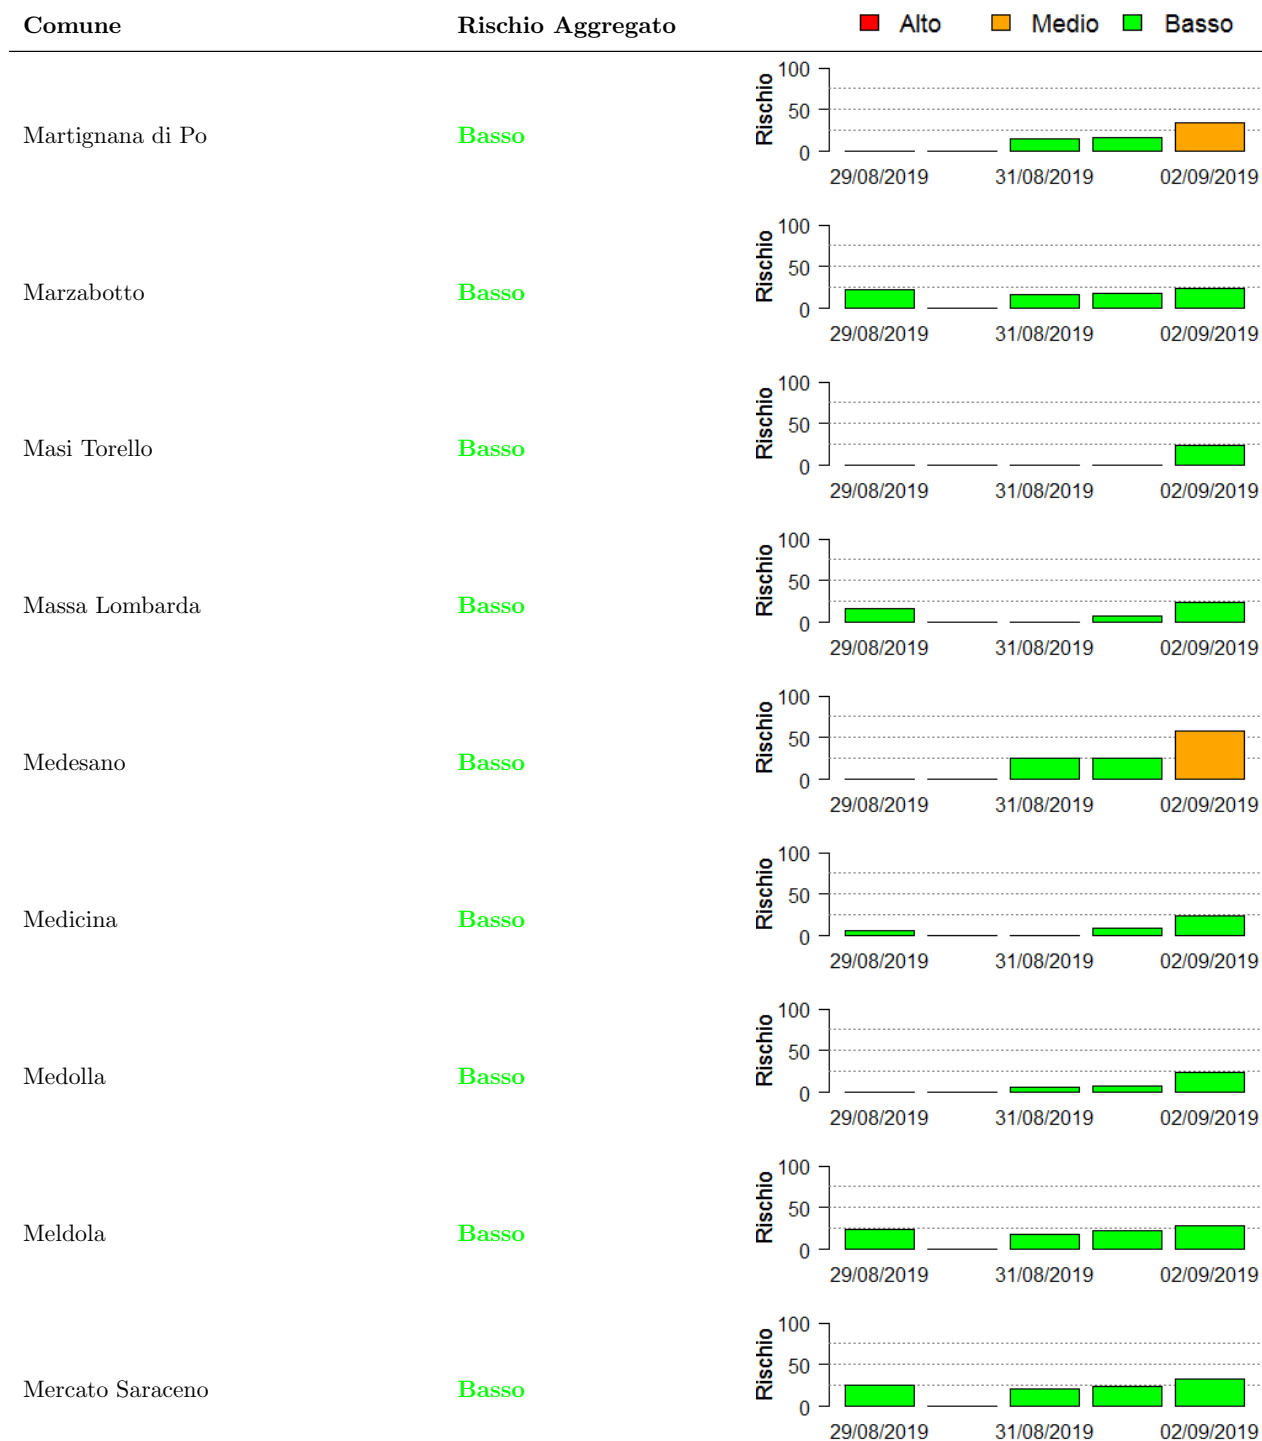 Comune Rischio Aggregato Alto Medio Basso
Martignana di Po Basso Rischio 100 50 0
29/08/2019 31/08/2019 02/09/2019
Marzabotto Basso Rischio 100 50 0
29/08/2019 31/08/2019 02/09/2019
Masi Torello Basso Rischio 100 50 0
29/08/2019 31/08/2019 02/09/2019
Massa Lombarda Basso Rischio 100 50 0
29/08/2019 31/08/2019 02/09/2019
Medesano Basso Rischio 100 50 0
29/08/2019 31/08/2019 02/09/2019
Medicina Basso Rischio 100 50 0
29/08/2019 31/08/2019 02/09/2019
Medolla Basso Rischio 100 50 0
29/08/2019 31/08/2019 02/09/2019
Meldola Basso Rischio 100 50 0
29/08/2019 31/08/2019 02/09/2019
Mercato Saraceno Basso Rischio 100 50 0
29/08/2019 31/08/2019 02/09/2019